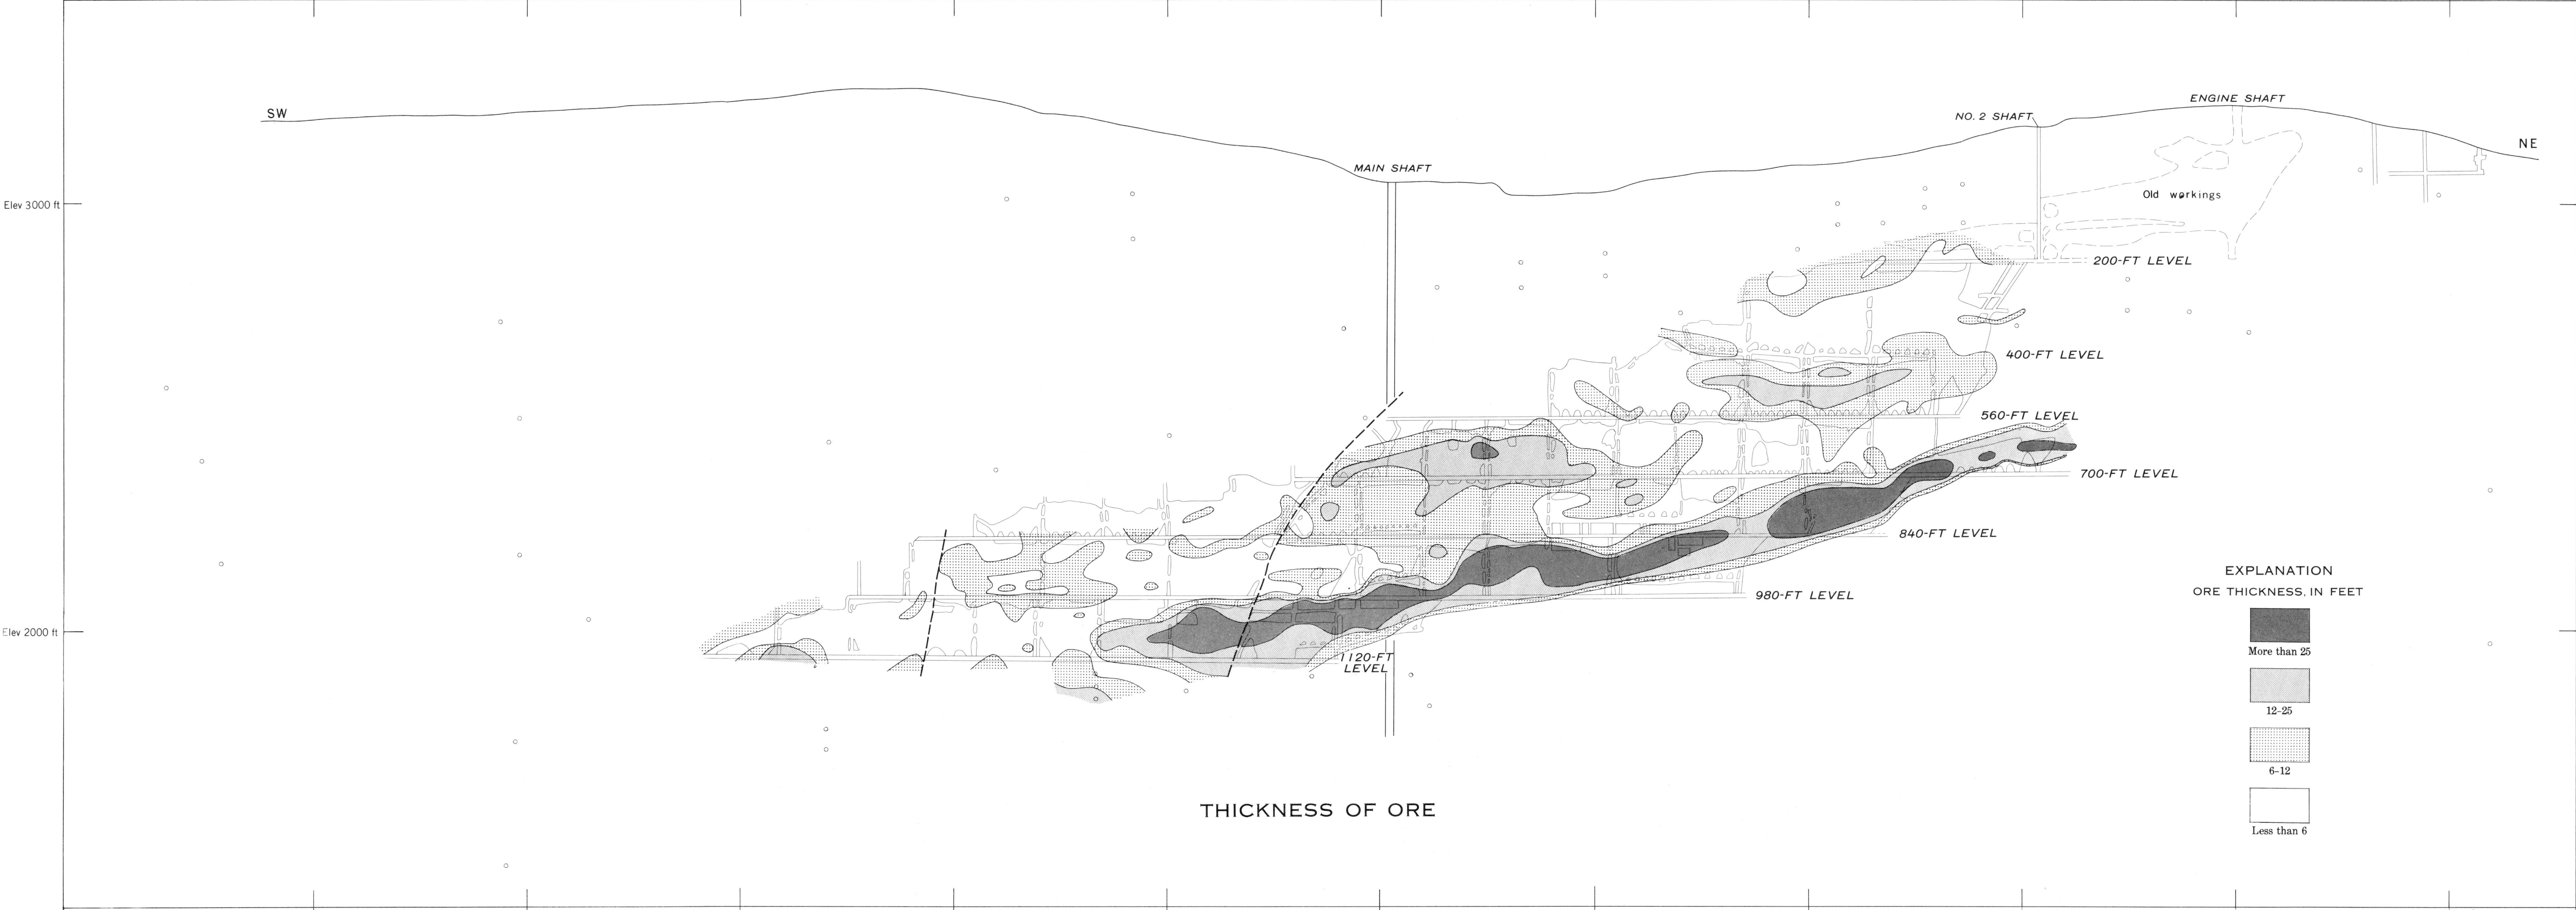 ENGINE SHAFT
SW
NO. 2 SHAFT
NE
MAIN SHAFT
Old workings
Elev 3000 ft
200-FT LEVEL
400-FT LEVEL
560-FT LEVEL
700-FT LEVEL
840-FT LEVEL
980-FT LEVEL
Elev 2000 ft
1120-FT
LEVEL
EXPLANATION
ORE THICKNESS, IN FEET
More than 25
12-25
6-12
Less than 6
THICKNESS OF ORE